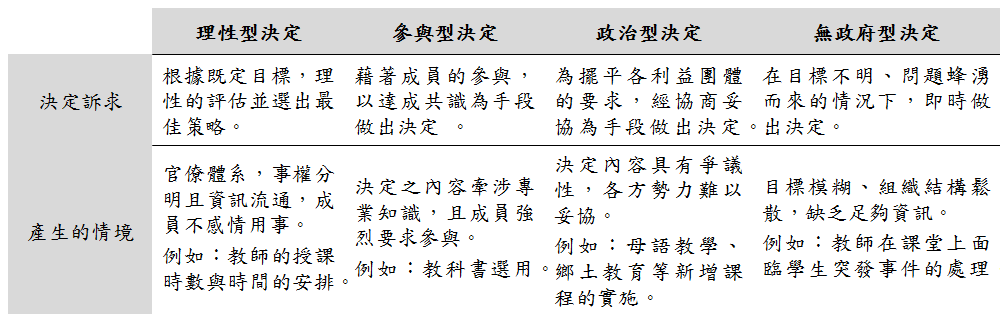 理性型決定
參與型決定
政治型決定
無政府型決定
決定訴求
根據既定目標，理
性的評估並選出最
佳策略。
藉著成員的參與，
以達成共識為手段
做出決定 。
為擺平各利益團體
的要求，經協商妥
協為手段做出決定。
在目標不明、問題蜂湧
而來的情況下，即時做
出決定。
產生的情境
官僚體系，事權分
明且資訊流通，成
員不感情用事。
例如：教師的授課
時數與時間的安排。
決定之內容牽涉專
業知識，且成員強
烈要求參與。
例如：教科書選用。
決定內容具有爭議
性，各方勢力難以
妥協。
例如：母語教學、
鄉土教育等新增課
程的實施。
目標模糊、組織結構鬆
散，缺乏足夠資訊。
例如：教師在課堂上面
臨學生突發事件的處理